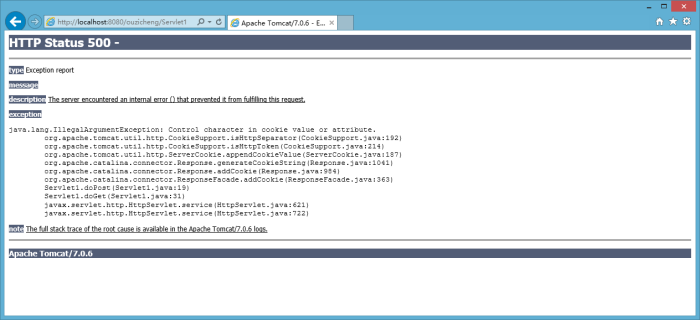 http://localhost:8080/ouzicheng/Servlet1
Apache Tomcat/7.0.6 - E...
HTTP Status 500 -
type Exception report
message
description The server encountered an internal error () that prevented it from fulfilling this request.
exception
java.lang.IllegalArgumentException: Control character in cookie value or attribute.
org.apache.tomcat.util.http.CookieSupport.isHttpSeparator(CookieSupport.java:192)
org.apache.tomcat.util.http.CookieSupport.isHttpToken(CookieSupport.java:214)
org.apache.tomcat.util.http.ServerCookie.appendCookieValue(ServerCookie.java:187)
org.apache.catalina.connector.Response.generateCookieString(Response.java:1041)
org.apache.catalina.connector.Response.addCookie(Response.java:984)
org.apache.catalina.connector.ResponseFacade.addCookie(ResponseFacade.java:363)
Servlet1.doPost(Servlet1.java:19)
Servlet1.doGet(Servlet1.java:31)
javax.servlet.http.HttpServlet.service(HttpServlet.java:621)
javax.servlet.http.HttpServlet.service(HttpServlet.java:722)
note The full stack trace of the root cause is available in the Apache Tomcat/7.0.6 logs.
Apache Tomcat/7.0.6